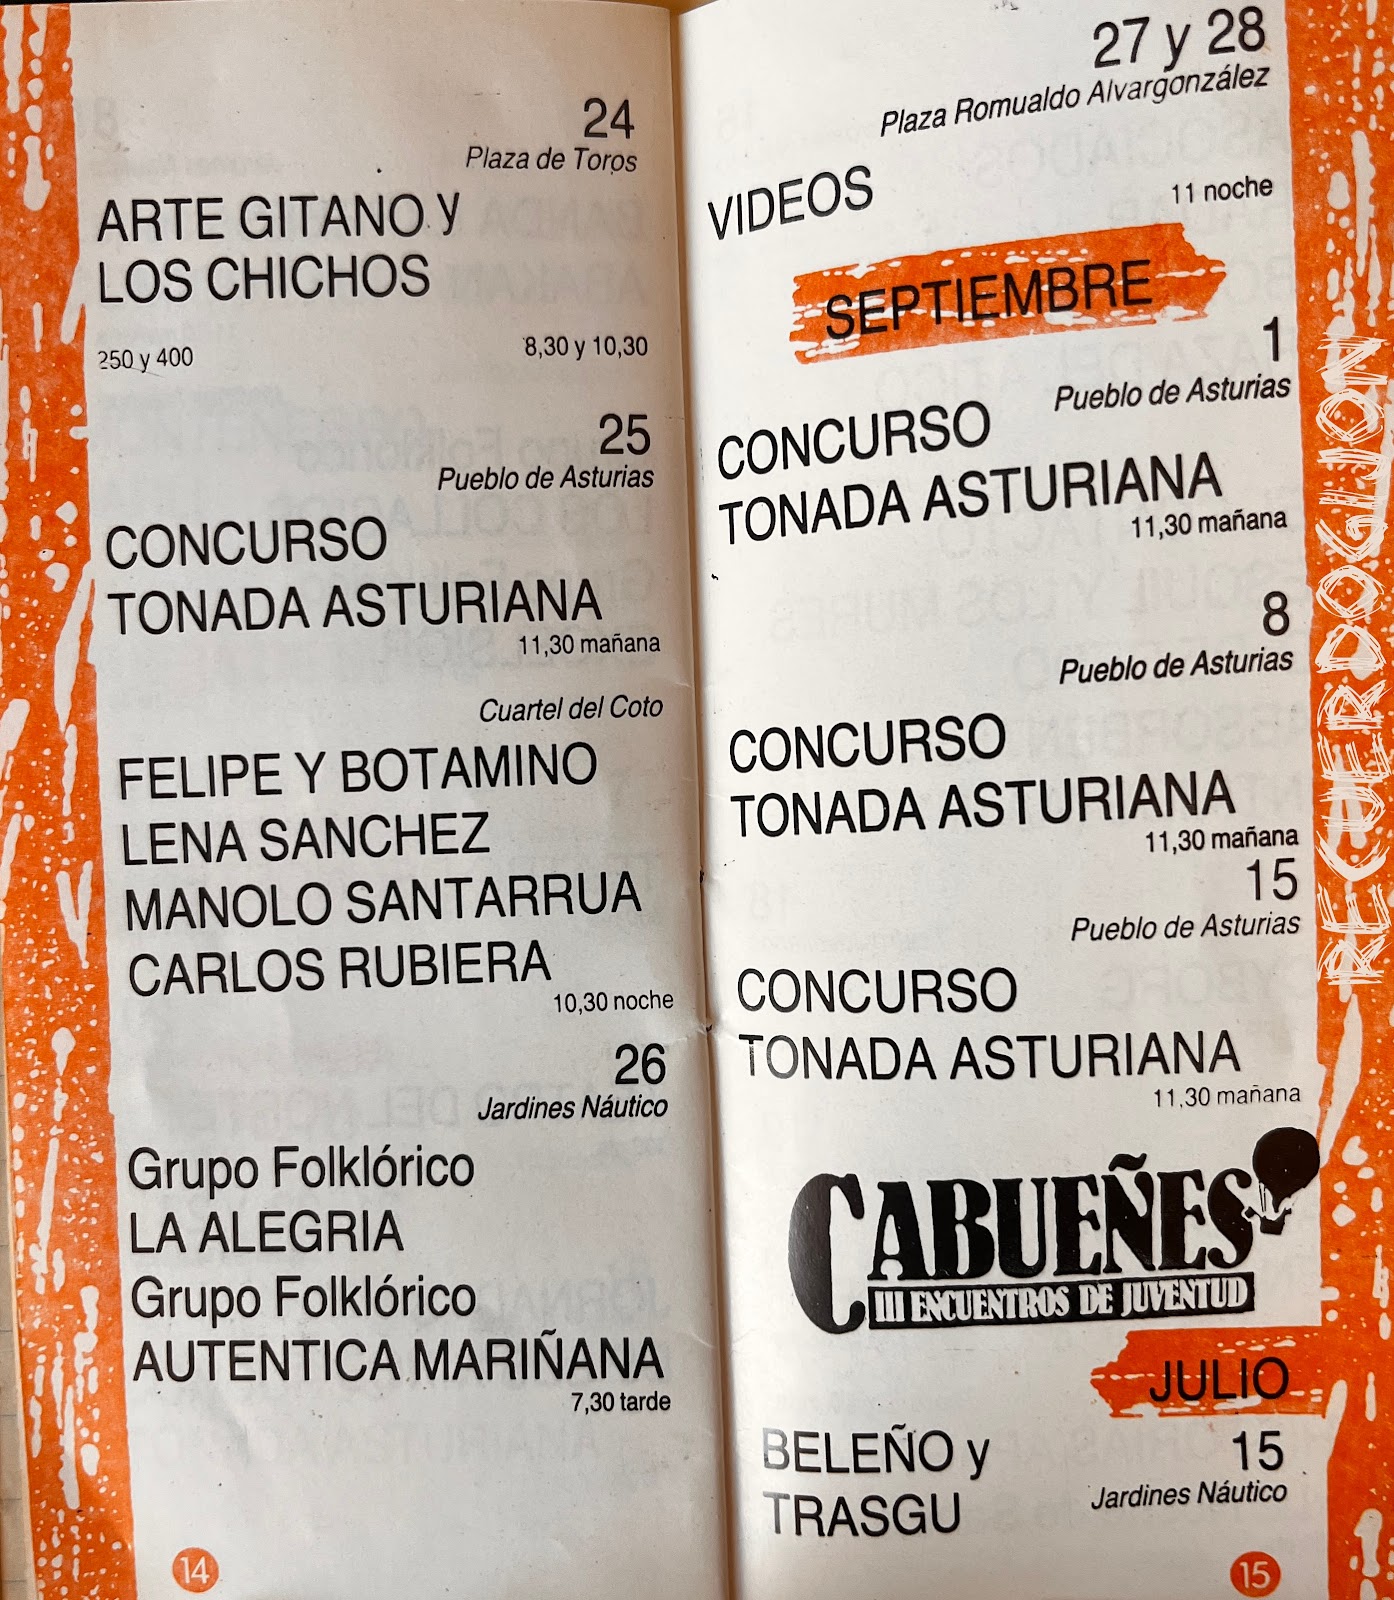 24
Plaza de Toros
ARTE GITANO y
LOS CHICHOS
250 y 400
8,30 y 10,30
25
Pueblo de Asturias
CONCURSO
TONADA ASTURIANA
11,30 mañana
Cuartel del Coto
FELIPE Y BOTAMINO
LENA SANCHEZ
MANOLO SANTARRUA
CARLOS RUBIERA
10,30 noche
26
Jardines Náutico
Grupo Folklórico
LA ALEGRIA
Grupo Folklórico
AUTENTICA MARIÑANA
7,30 tarde
14
27 y 28
Plaza Romualdo Alvargonzález
VIDEOS
11 noche
SEPTIEMBRE
1
Pueblo de Asturias
CONCURSO
TONADA ASTURIANA
11,30 mañana
8
Pueblo de Asturias
CONCURSO
TONADA ASTURIANA
11,30 mañana
15
Pueblo de Asturias
CONCURSO
TONADA ASTURIANA
11,30 mañana
CABUEÑES
III ENCUENTROS DE JUVENTUD
JULIO
BELEÑO y
TRASGU
15
Jardines Náutico
15
RECUERDOGIJON